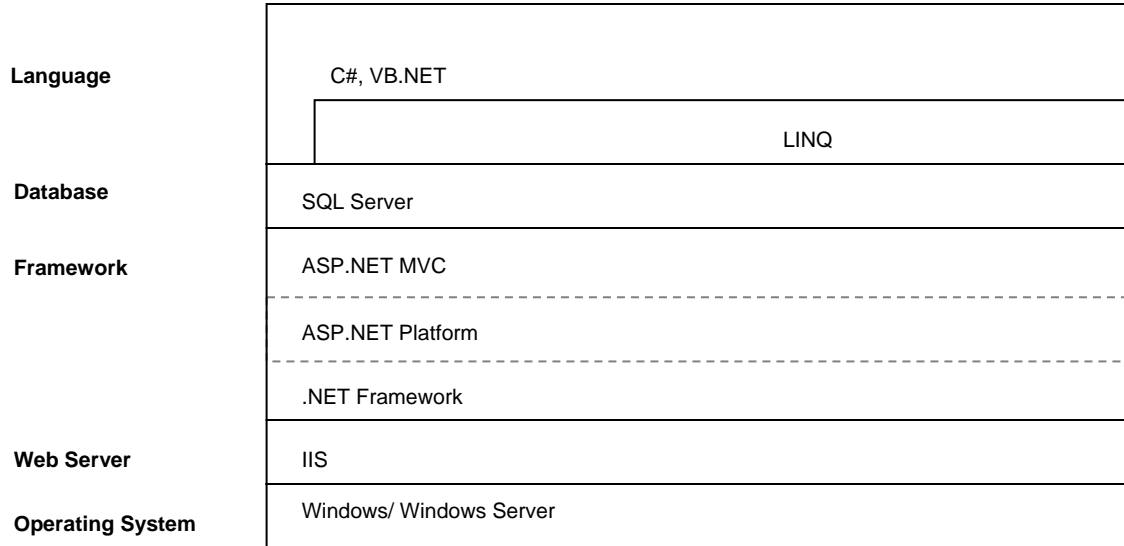 Language
C#, VB.NET
LINQ
Database
SQL Server
Framework
ASP.NET MVC
ASP.NET Platform
.NET Framework
Web Server
IIS
Operating System
Windows/ Windows Server